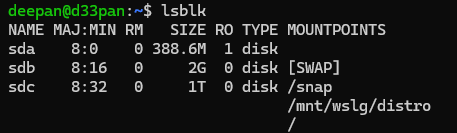 deepan@d33pan:~$ lsblk
NAME MAJ:MIN RM   SIZE RO TYPE MOUNTPOINTS
sda    8:0    0 388.6M  1 disk
sdb    8:16   0     2G  0 disk [SWAP]
sdc    8:32   0     1T  0 disk /snap
                               /mnt/wslg/distro
                               /